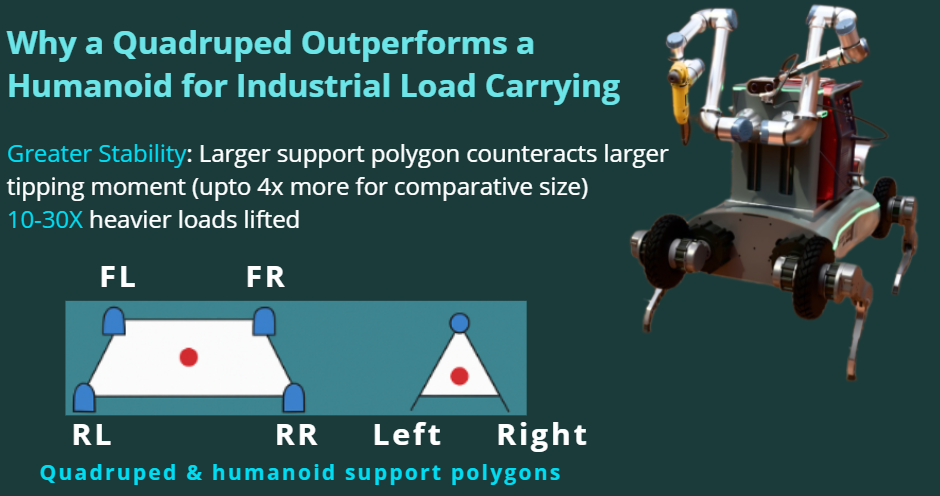 Why a Quadruped Outperforms a
Humanoid for Industrial Load Carrying
Greater Stability: Larger support polygon counteracts larger
tipping moment (upto 4x more for comparative size)
10-30X heavier loads lifted
FL FR
RL RR Left Right
Quadruped & humanoid support polygons